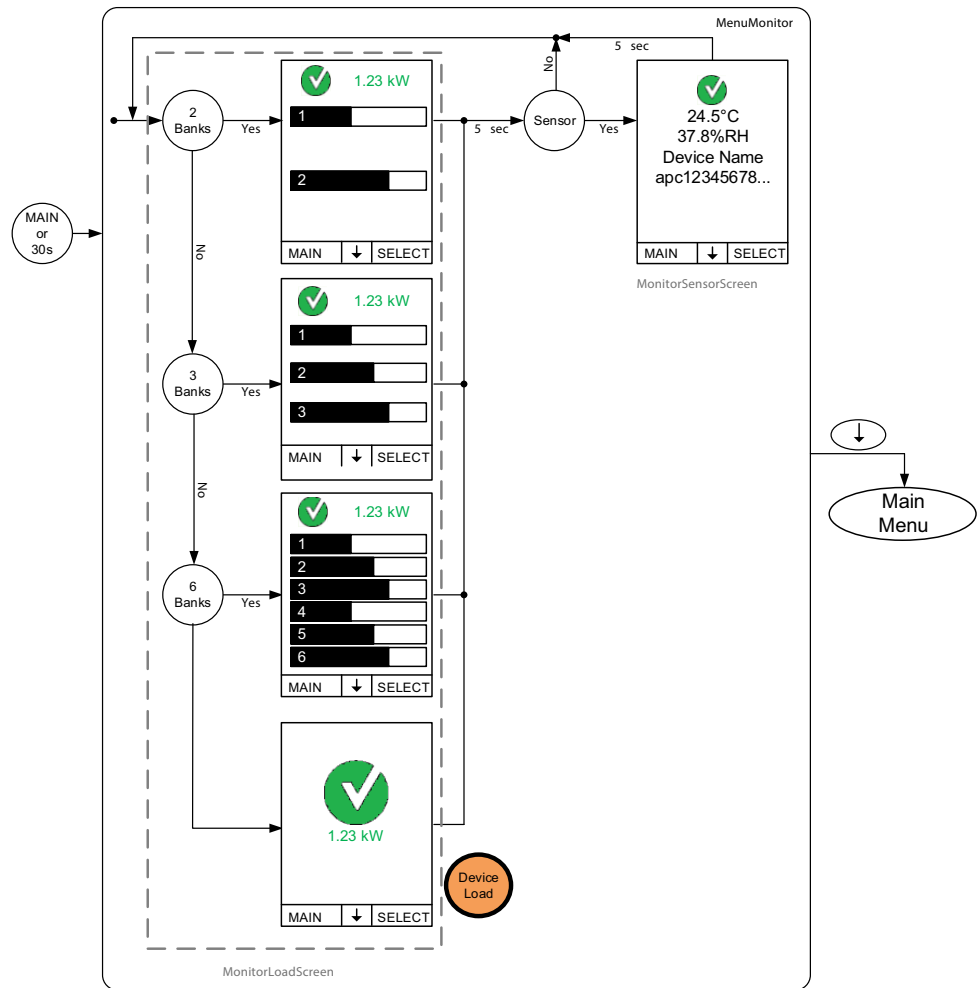 MenuMonitor
5 sec
1.23 kW
1
2
MAIN
SELECT
2
Banks
Yes
No
5 sec
Sensor
No
Yes
24.5°C
37.8%RH
Device Name
apc12345678...
MAIN
SELECT
MonitorSensorScreen
MAIN
or
30s
1.23 kW
1
2
3
MAIN
SELECT
3
Banks
Yes
No
1.23 kW
1
2
3
4
5
6
MAIN
SELECT
6
Banks
Yes
1.23 kW
MAIN
SELECT
Device
Load
MonitorLoadScreen
Main
Menu